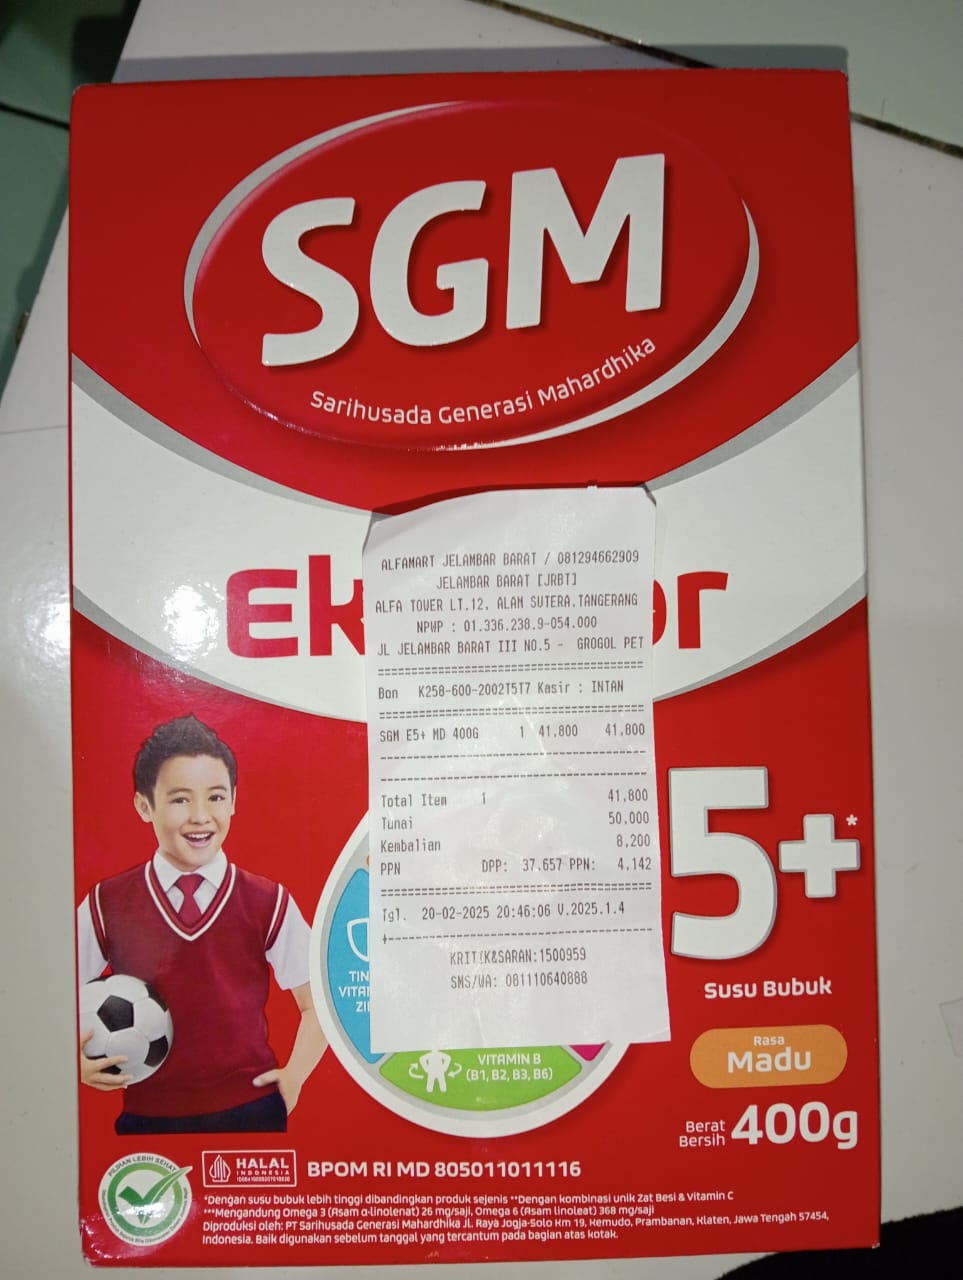 SGM
Sarihusada Generasi Mahardhika
ALFAMART JELAMBAR BARAT / 081294662909
JELAMBAR BARAT [JRBT]
ALFA TOWER LT.12. ALAM SUTERA.TANGERANG
NPWP : 01.336.238.9-054.000
JL JELAMBAR BARAT III NO.5 - GROGOL PET
Bon K258-600-2002T5T7 Kasir : INTAN
SGM E5+ MD 400G 1 41,800 41,800
Total Item 1 41,800
Tunai 50,000
Kembalian 8,200
PPN DPP: 37,657 PPN: 4,142
Tgl. 20-02-2025 20:46:06 V.2025.1.4
KRITIK&SARAN:1500959
SMS/WA: 081110640888
5+*
Susu Bubuk
Rasa
Madu
Berat
Bersih 400g
VITAMIN B
(B1, B2, B3, B6)
PILIHAN LEBIH SEHAT
HALAL
INDONESIA
BPOM RI MD 805011011116
*Dengan susu bubuk lebih tinggi dibandingkan produk sejenis **Dengan kombinasi unik Zat Besi & Vitamin C
***Mengandung Omega 3 (Asam α-linolenat) 26 mg/saji, Omega 6 (Asam linoleat) 368 mg/saji
Diproduksi oleh: PT Sarihusada Generasi Mahardhika Jl. Raya Jogja-Solo Km 19, Kemudo, Prambanan, Klaten, Jawa Tengah 57454,
Indonesia. Baik digunakan sebelum tanggal yang tercantum pada bagian atas kotak.